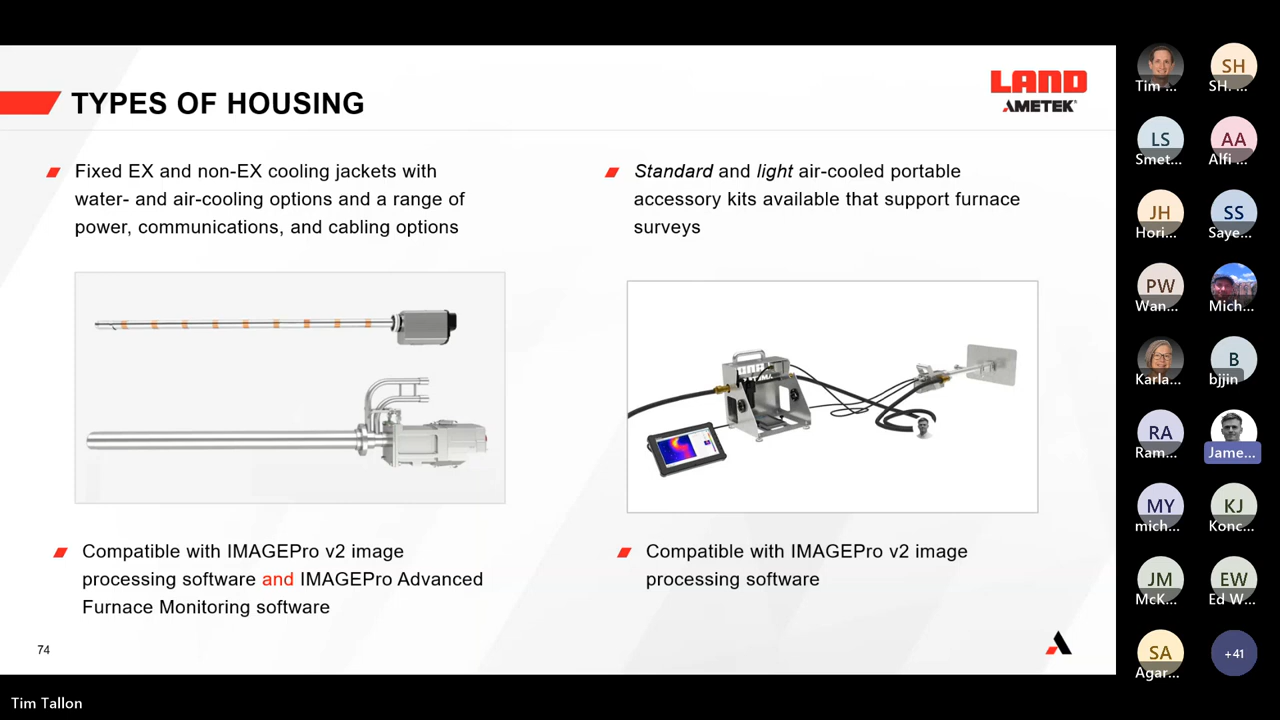 TYPES OF HOUSING
LAND
AMETEK®
Fixed EX and non-EX cooling jackets with
water- and air-cooling options and a range of
power, communications, and cabling options
Standard and light air-cooled portable
accessory kits available that support furnace
surveys
Compatible with IMAGEPro v2 image
processing software and IMAGEPro Advanced
Furnace Monitoring software
Compatible with IMAGEPro v2 image
processing software
74
Tim Tallon
Tim ...
SH
SH. ...
LS
Smet...
AA
Alfi ...
JH
Hori...
SS
Saye...
PW
Wan...
Mich...
Karla...
B
bjjin
RA
Ram...
Jame...
MY
mich...
KJ
Konc...
JM
McK...
EW
Ed W...
SA
Agar...
+41